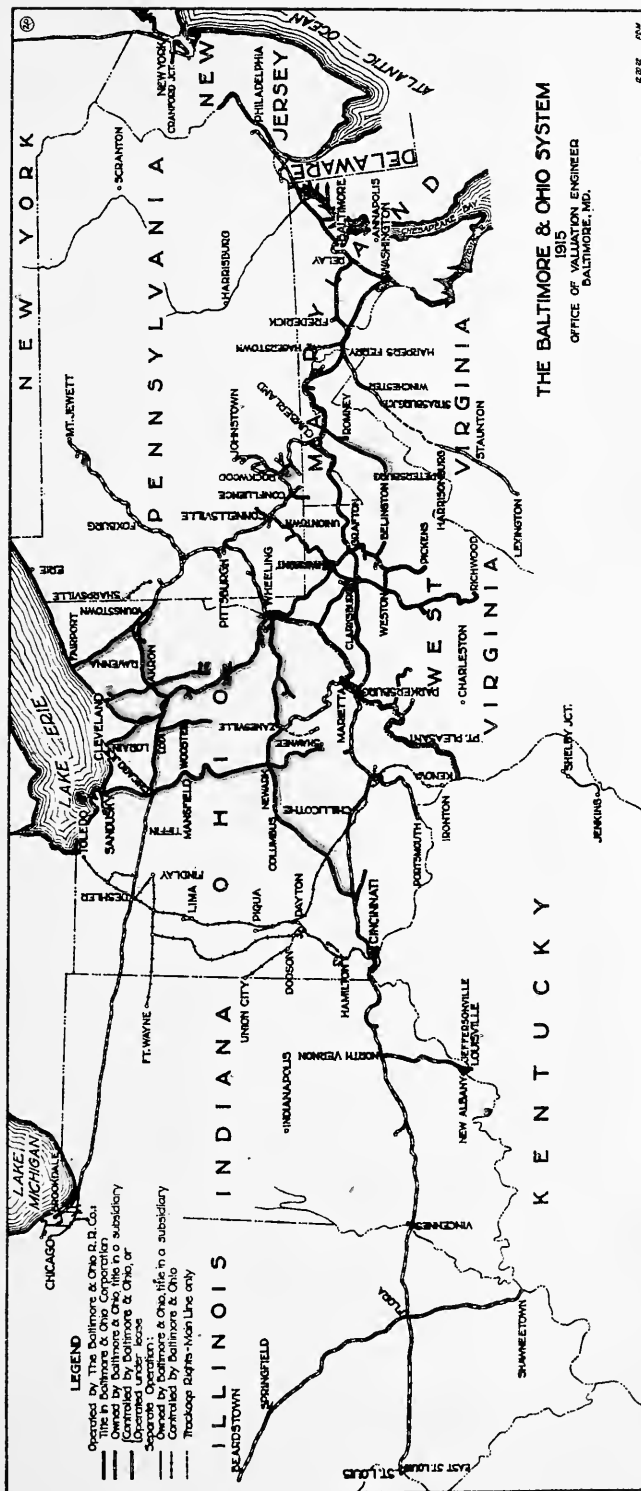 THE BALTIMORE & OHIO SYSTEM
1915
OFFICE OF VALUATION ENGINEER
BALTIMORE, MD.
LEGEND
Operated by The Baltimore & Ohio R.R. Co.:
Title in Baltimore & Ohio Corporation
Owned by Baltimore & Ohio, title in a subsidiary
Controlled by Baltimore & Ohio, or
Operated under lease
Separate Operation:
Owned by Baltimore & Ohio, title in a subsidiary
Controlled by Baltimore & Ohio
Trackage Rights-Main Line only
NEW YORK
PENNSYLVANIA
NEW
JERSEY
DELAWARE
MARYLAND
VIRGINIA
WEST
VIRGINIA
OHIO
INDIANA
ILLINOIS
KENTUCKY
LAKE
MICHIGAN
LAKE ERIE
ATLANTIC OCEAN
CHESAPEAKE BAY
CHICAGO
ROCKDALE
FT. WAYNE
UNION CITY
INDIANAPOLIS
DODSON
HAMILTON
CINCINNATI
NORTH VERNON
NEW ALBANY
JEFFERSONVILLE
LOUISVILLE
VINCENNES
FLORA
SHAWNEETOWN
SPRINGFIELD
BEARDSTOWN
ST. LOUIS
EAST ST. LOUIS
TOLEDO
DESHLER
FINDLAY
LIMA
PIQUA
DAYTON
SANDUSKY
TIFFIN
CHICAGO JC.
MANSFIELD
WOOSTER
LODI
LORAIN
CLEVELAND
AKRON
RAVENNA
FAIRPORT
YOUNGSTOWN
SHARPSVILLE
ERIE
COLUMBUS
NEWARK
ZANESVILLE
SHAWNEE
CHILLICOTHE
MARIETTA
PORTSMOUTH
IRONTON
KENOVA
PT. PLEASANT
PARKERSBURG
CHARLESTON
SHELBY JCT.
JENKINS
WHEELING
PITTSBURGH
FOXBURG
MT. JEWETT
CONNELLSVILLE
UNIONTOWN
CONFLUENCE
ROCKWOOD
JOHNSTOWN
CUMBERLAND
FAIRMONT
GRAFTON
CLARKSBURG
WESTON
BELINGTON
PICKENS
RICHWOOD
ROMNEY
PETERSBURG
HARRISONBURG
STAUNTON
LEXINGTON
STRASBURG JCT.
WINCHESTER
HARPERS FERRY
HAGERSTOWN
FREDERICK
RELAY
WASHINGTON
ANNAPOLIS
BALTIMORE
HARRISBURG
SCRANTON
PHILADELPHIA
NEW YORK
CRANFORD JCT.